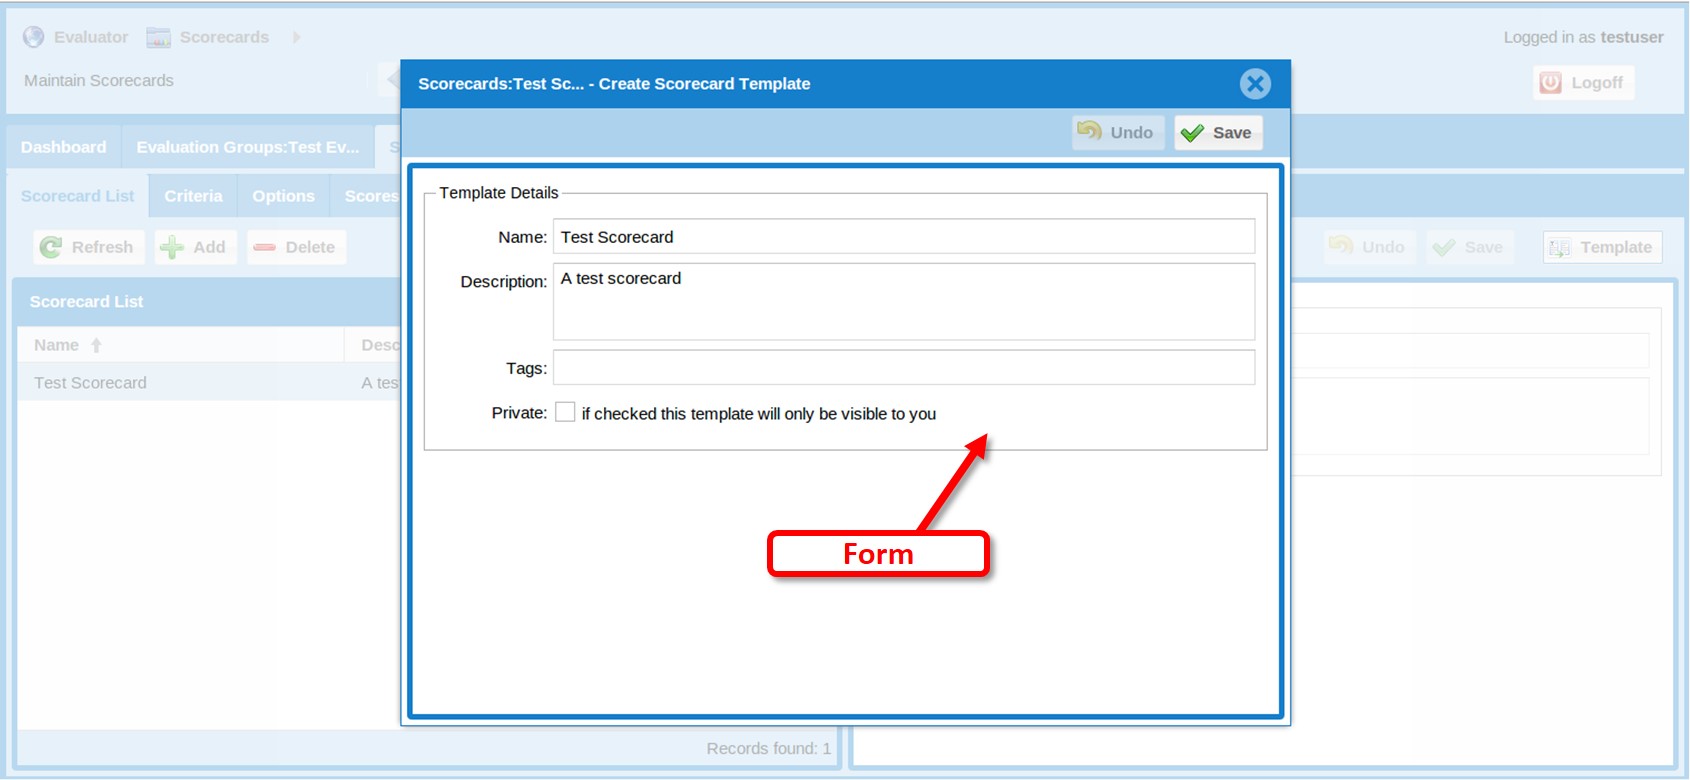 Evaluator Scorecards
Logged in as testuser
Maintain Scorecards
Logoff
Dashboard Evaluation Groups:Test Ev... S
Scorecard List Criteria Options Scores
Refresh Add Delete
Undo Save Template
Scorecard List
Name Desc
Test Scorecard A tes
Records found: 1
Scorecards:Test Sc... - Create Scorecard Template
Undo Save
Template Details
Name: Test Scorecard
Description: A test scorecard
Tags:
Private: if checked this template will only be visible to you
Form